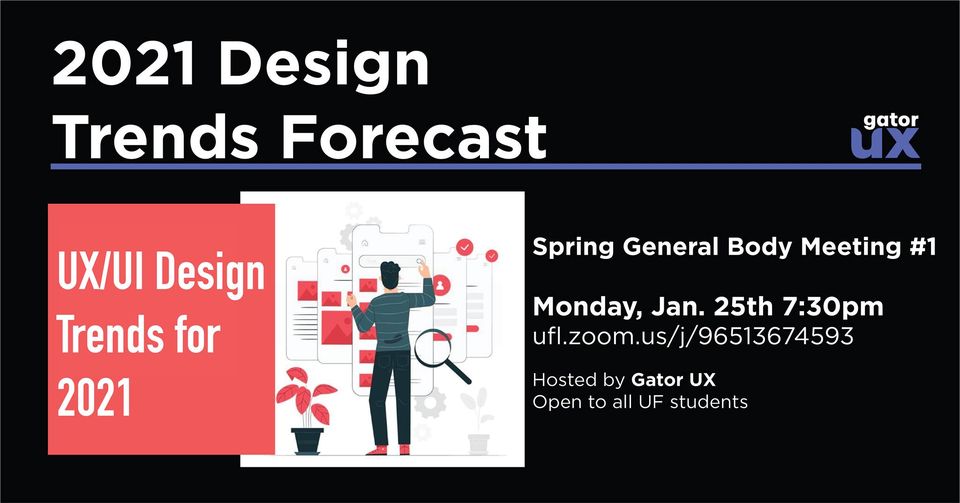 2021 Design
Trends Forecast
gator
ux
UX/UI Design
Trends for
2021
Spring General Body Meeting #1
Monday, Jan. 25th 7:30pm
ufl.zoom.us/j/96513674593
Hosted by Gator UX
Open to all UF students